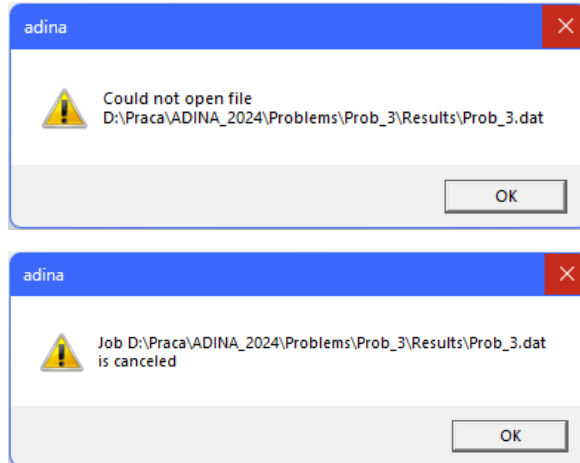 adina
Could not open file
D:\Praca\ADINA_2024\Problems\Prob_3\Results\Prob_3.dat
OK
adina
Job D:\Praca\ADINA_2024\Problems\Prob_3\Results\Prob_3.dat
is canceled
OK